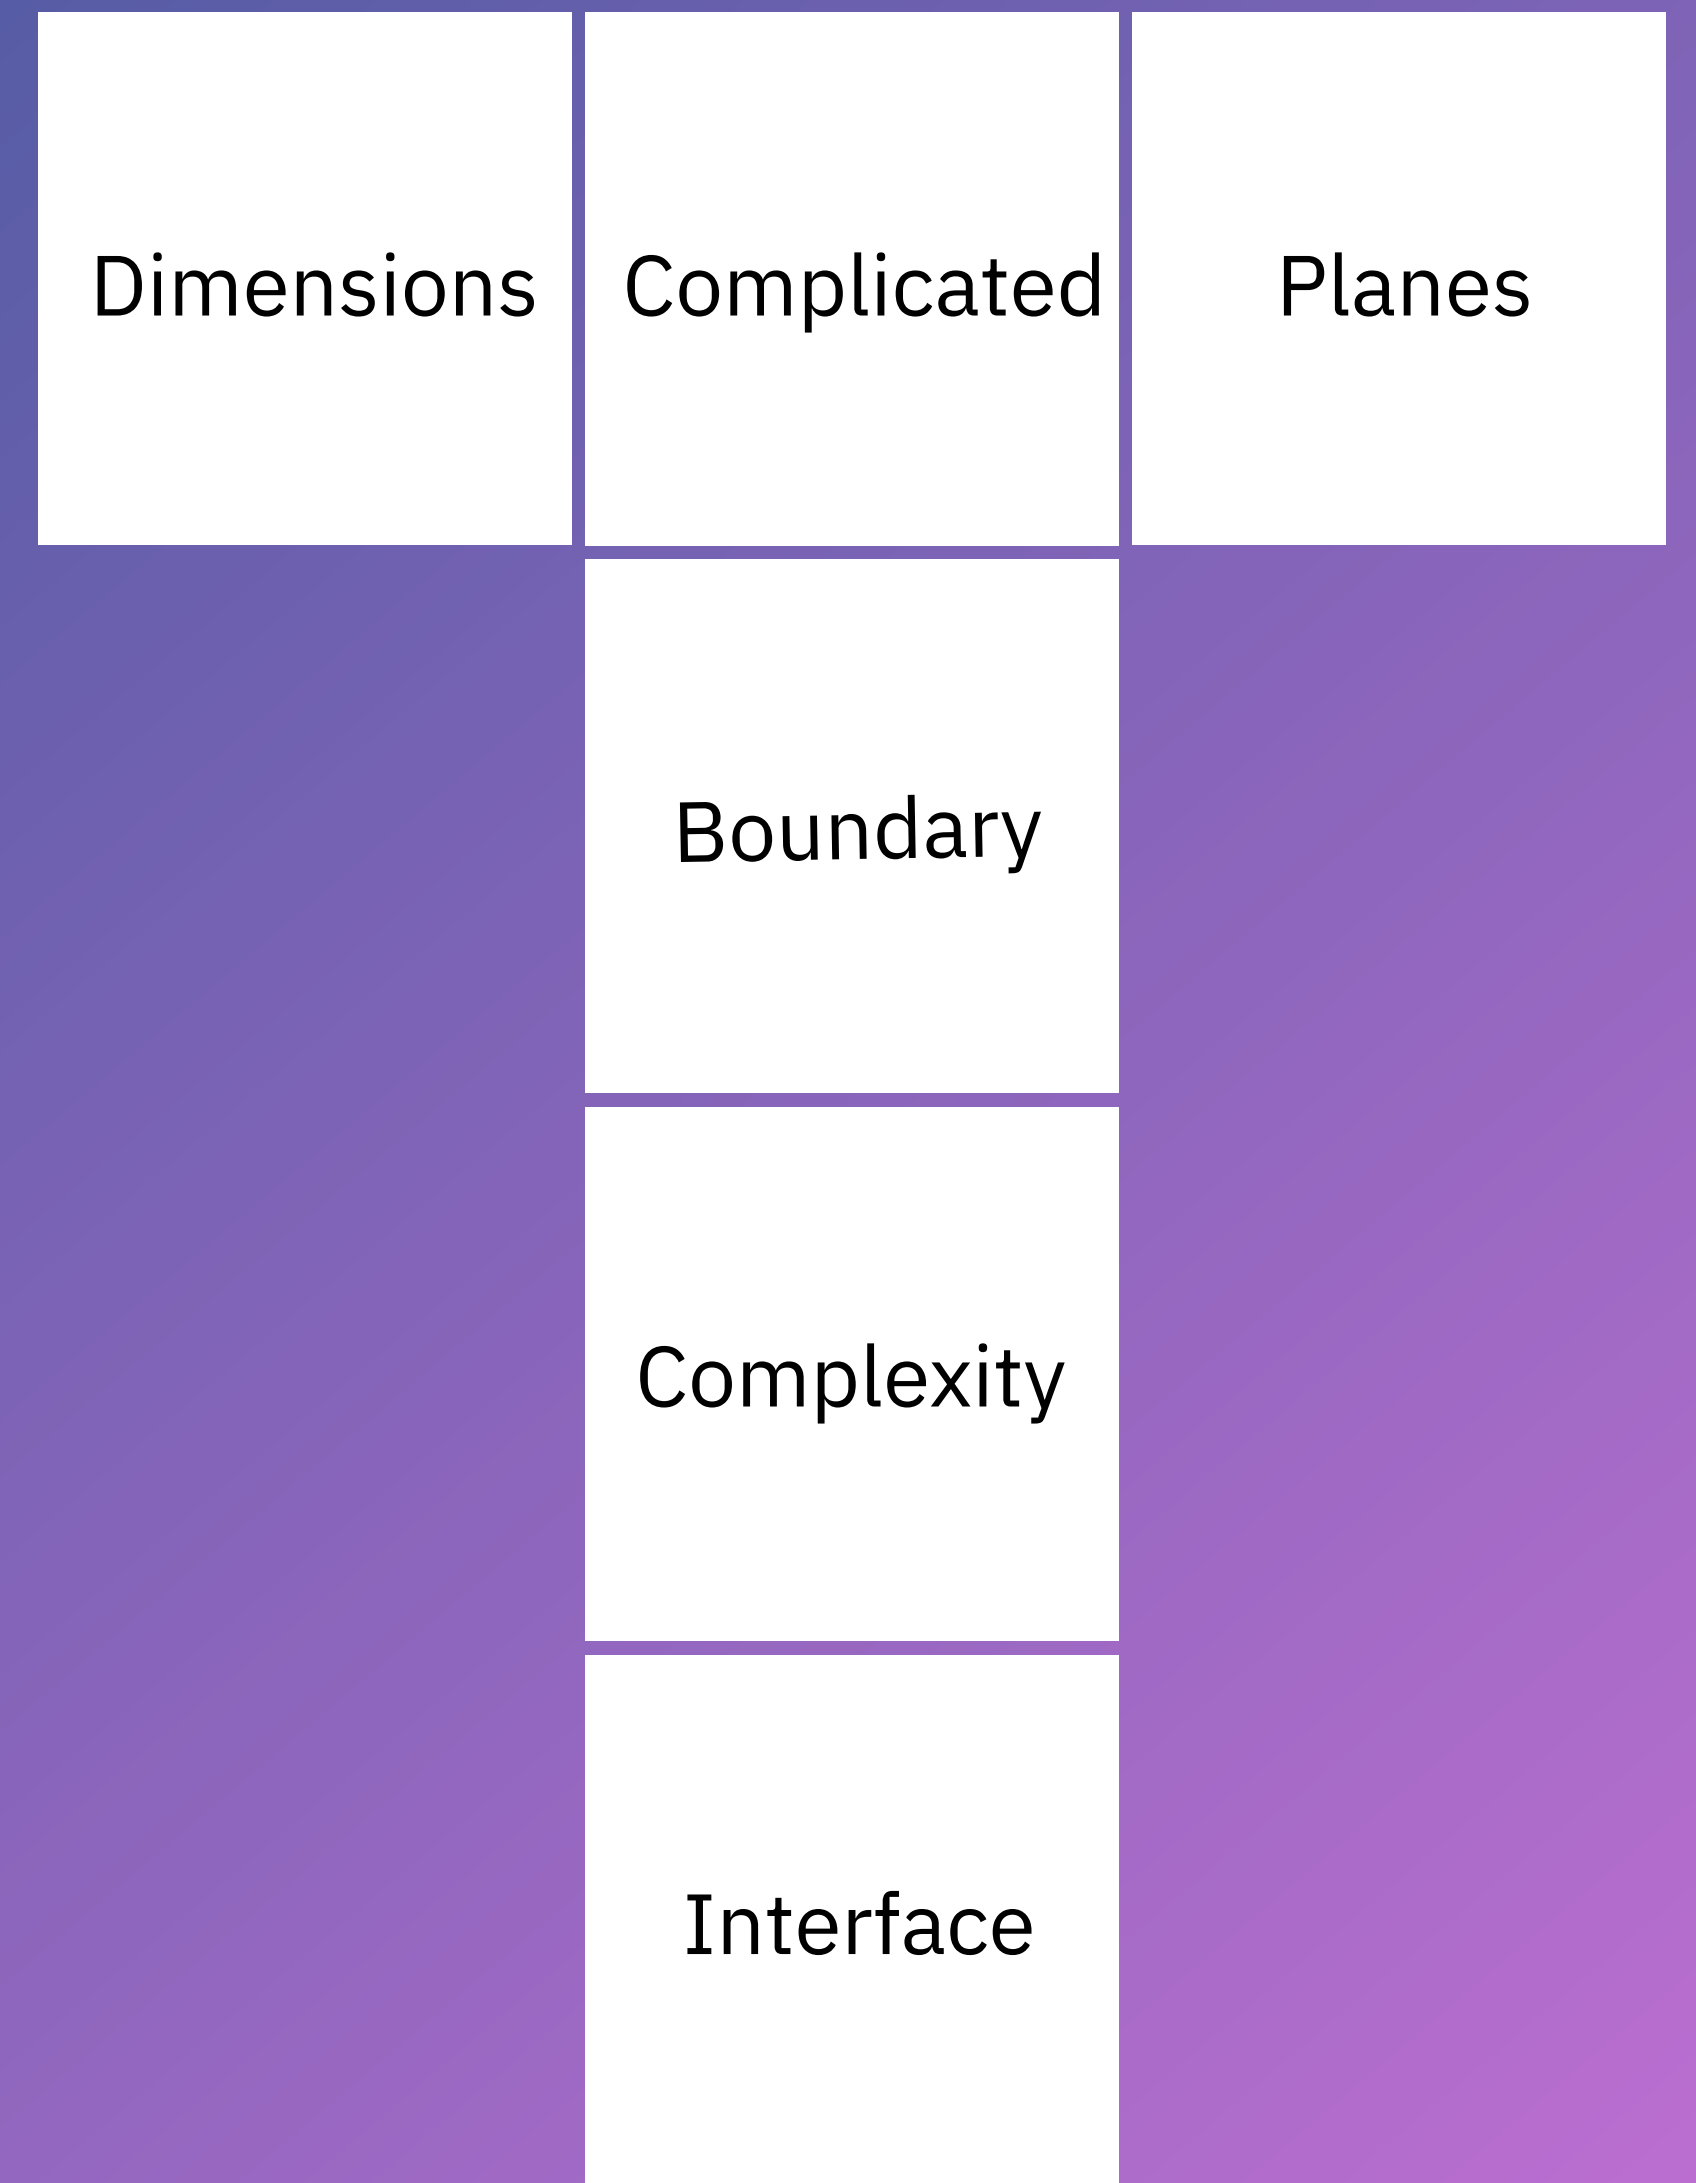 Dimensions
Complicated
Planes
Boundary
Complexity
Interface